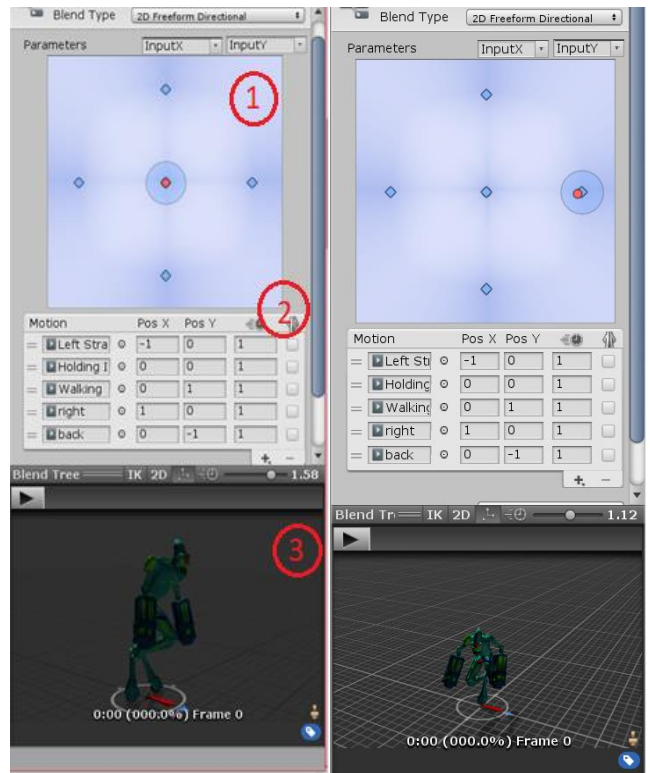 Blend Type 2D Freeform Directional
Parameters InputX InputY
1
2
Motion Pos X Pos Y
Left Stra -1 0 1
Holding I 0 0 1
Walking 0 1 1
right 1 0 1
back 0 -1 1
+ -
Blend Tree IK 2D 1.58
3
0:00 (000.0%) Frame 0
Blend Type 2D Freeform Directional
Parameters InputX InputY
Motion Pos X Pos Y
Left Str -1 0 1
Holding 0 0 1
Walking 0 1 1
right 1 0 1
back 0 -1 1
+ -
Blend Tr IK 2D 1.12
0:00 (000.0%) Frame 0